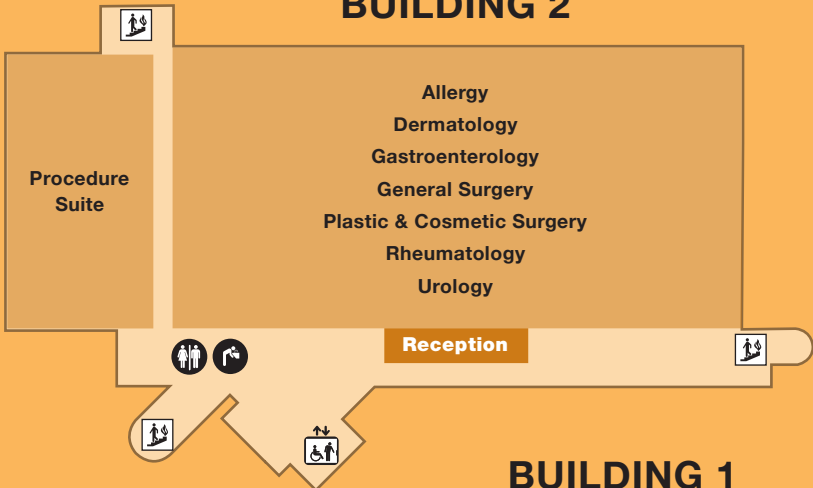 BUILDING 2
Allergy
Dermatology
Gastroenterology
General Surgery
Plastic & Cosmetic Surgery
Rheumatology
Urology
Procedure
Suite
Reception
BUILDING 1